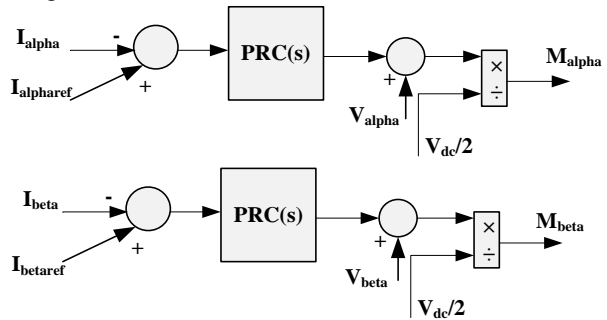 -
I_alpha
PRC(s)
×
÷
M_alpha
I_alpharef
+
+
V_alpha
V_dc/2
-
I_beta
PRC(s)
×
÷
M_beta
I_betaref
+
+
V_beta
V_dc/2